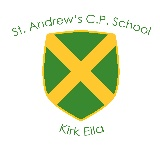 St. Andrew's C.P. School
Kirk Ella